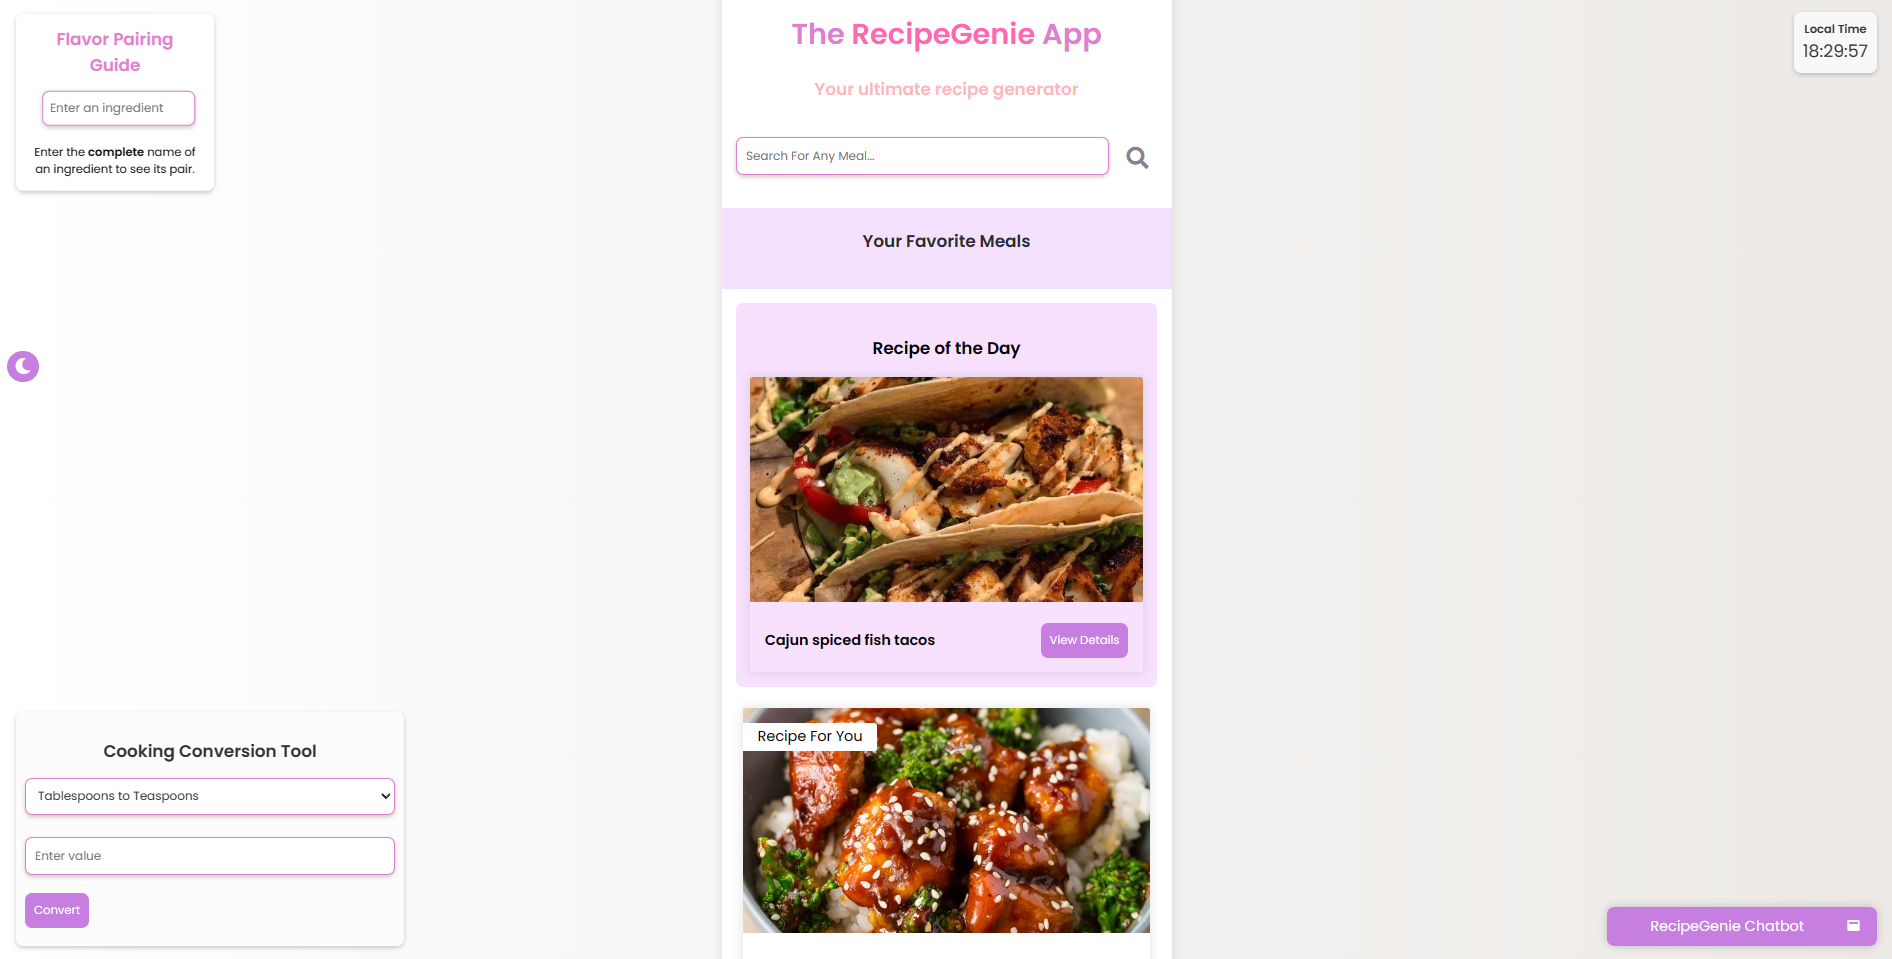 Flavor Pairing
Guide
Enter an ingredient
Enter the complete name of
an ingredient to see its pair.
The RecipeGenie App
Your ultimate recipe generator
Search For Any Meal...
Local Time
18:29:57
Your Favorite Meals
Recipe of the Day
Cajun spiced fish tacos
View Details
Recipe For You
Cooking Conversion Tool
Tablespoons to Teaspoons
Enter value
Convert
RecipeGenie Chatbot